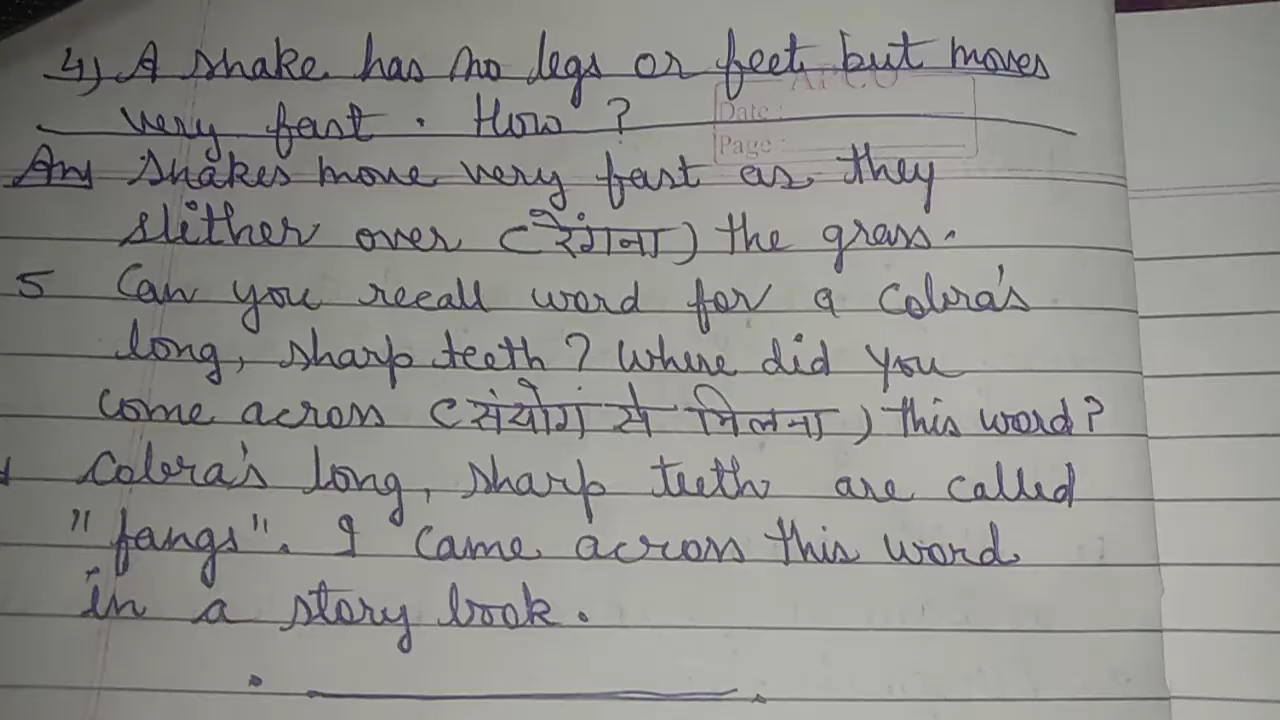 4) A snake has no legs or feet but moves
very fast. How?
Date :
Page :
Ans Snakes move very fast as they
slither over (रेंगना) the grass.
5 Can you recall word for a Cobra's
long, sharp teeth? Where did you
come across (संयोग से मिलना) this word?
Cobra's long, sharp teeth are called
"fangs". I came across this word
in a story book.